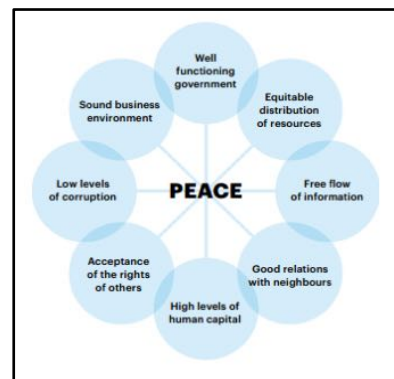 Well
functioning
government
Equitable
distribution
of resources
Free flow
of information
Good relations
with neighbours
High levels of
human capital
Acceptance
of the rights
of others
Low levels
of corruption
Sound business
environment
PEACE